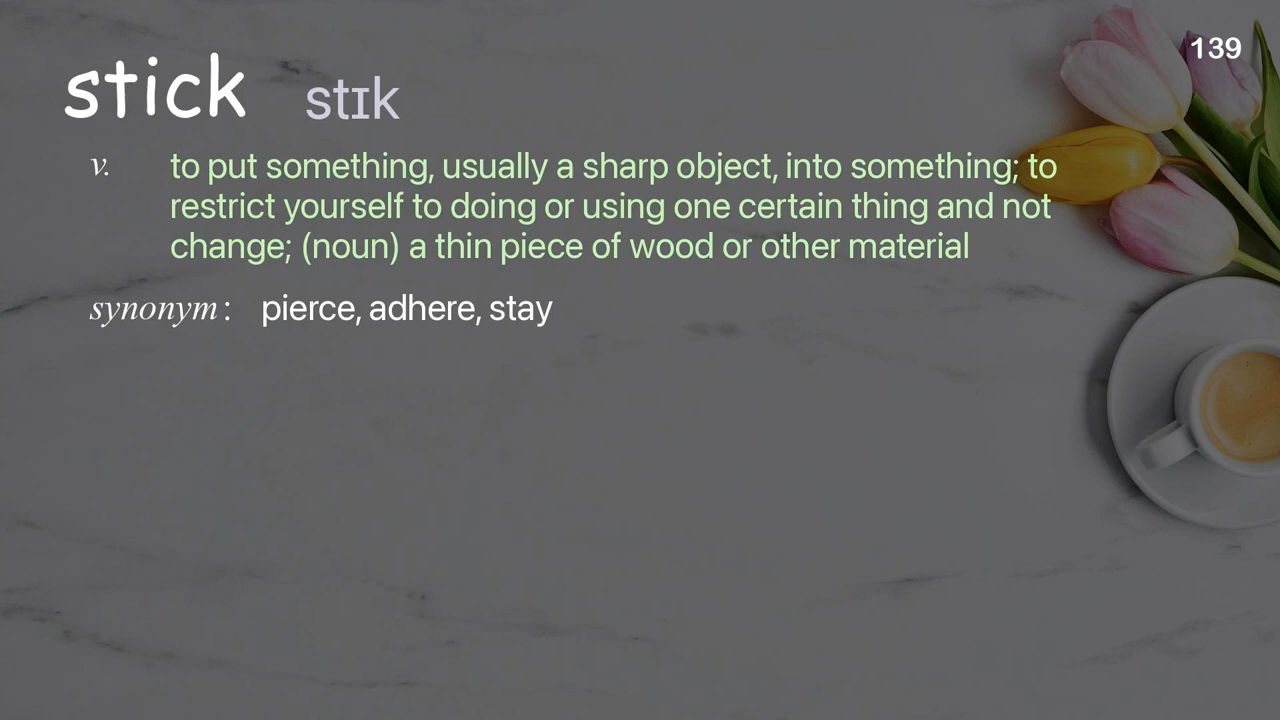 139
stick stɪk
v. to put something, usually a sharp object, into something; to
restrict yourself to doing or using one certain thing and not
change; (noun) a thin piece of wood or other material
synonym : pierce, adhere, stay